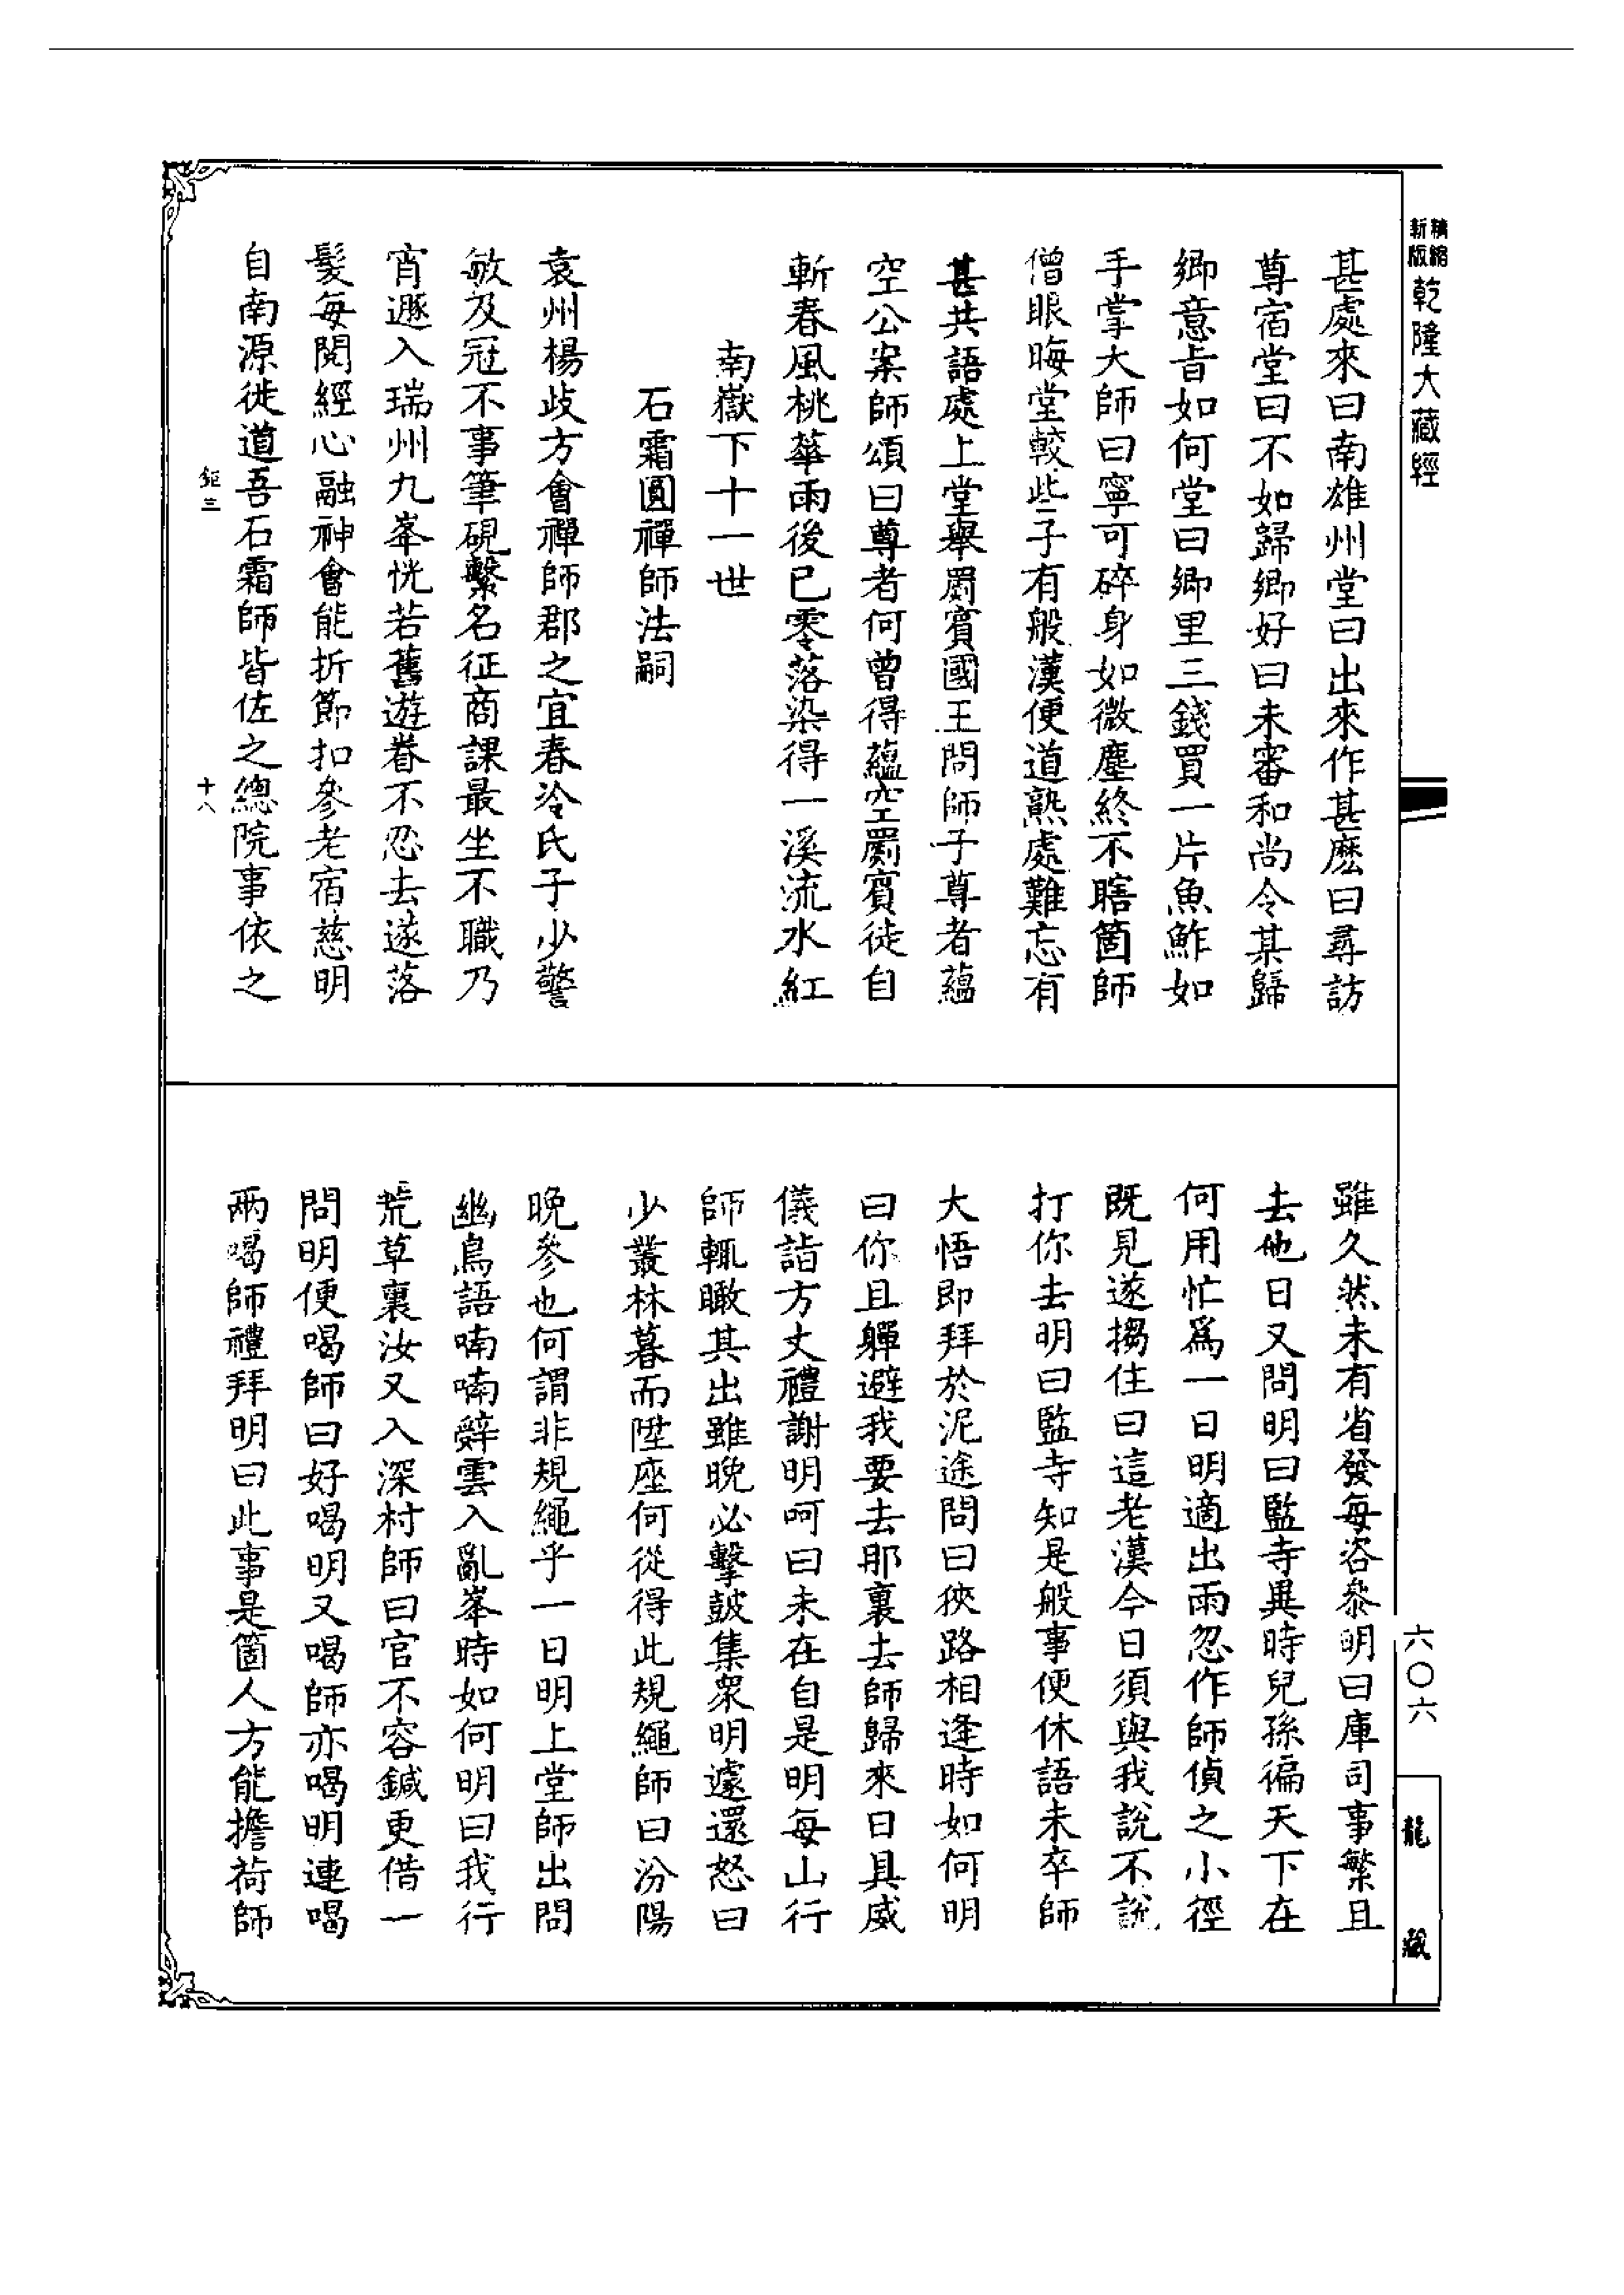 精縮
新版
乾隆大藏經
甚處來曰南雄州堂曰出來作甚麽曰尋訪
尊宿堂曰不如歸鄉好曰未審和尚令某歸
鄉意旨如何堂曰鄉里三錢買一片魚鮓如
手掌大師曰寧可碎身如微塵終不瞎箇師
僧眼晦堂較些子有般漢便道熟處難忘有
甚共語處上堂舉罽賓國王問師子尊者蘊
空公案師頌曰尊者何曾得蘊空罽賓徒自
斬春風桃華雨後已零落染得一溪流水紅
南嶽下十一世
石霜圓禪師法嗣
袁州楊歧方會禪師郡之宜春冷氏子少警
敏及冠不事筆硯繫名征商課最坐不職乃
宵遯入瑞州九峯恍若舊遊眷不忍去遂落
髮每閱經心融神會能折節扣參老宿慈明
自南源徙道吾石霜師皆佐之總院事依之
鉅三
十八
雖久然未有省發每咨參明曰庫司事繁且
去他日又問明曰監寺異時兒孫徧天下在
何用忙爲一日明適出雨忽作師偵之小徑
既見遂搊住曰這老漢今日須與我說不說
打你去明曰監寺知是般事便休語未卒師
大悟即拜於泥途問曰狹路相逢時如何明
曰你且軃避我要去那裏去師歸來日具威
儀詣方丈禮謝明呵曰未在自是明每山行
師輒瞰其出雖晚必擊皷集衆明遽還怒曰
少叢林暮而陞座何從得此規繩師曰汾陽
晚參也何謂非規繩乎一日明上堂師出問
幽鳥語喃喃辭雲入亂峯時如何明曰我行
荒草裏汝又入深村師曰官不容鍼更借一
問明便喝師曰好喝明又喝師亦喝明連喝
兩喝師禮拜明曰此事是箇人方能擔荷師
六〇六
龍藏